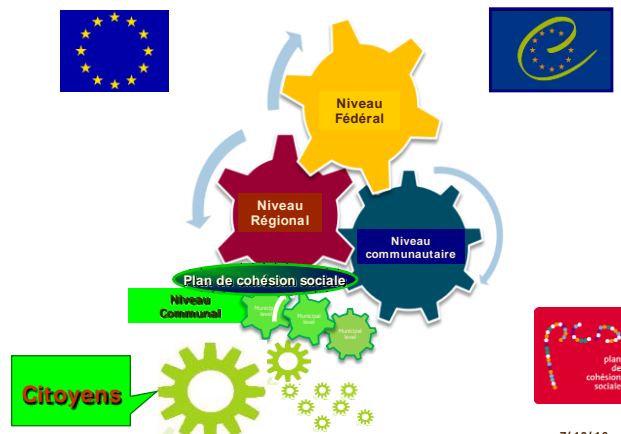 Niveau
Fédéral
Niveau
Régional
Niveau
communautaire
Plan de cohésion sociale
Niveau
Communal
Municipal
level
Municipal
level
Municipal
level
Citoyens
plan
de
cohésion
sociale